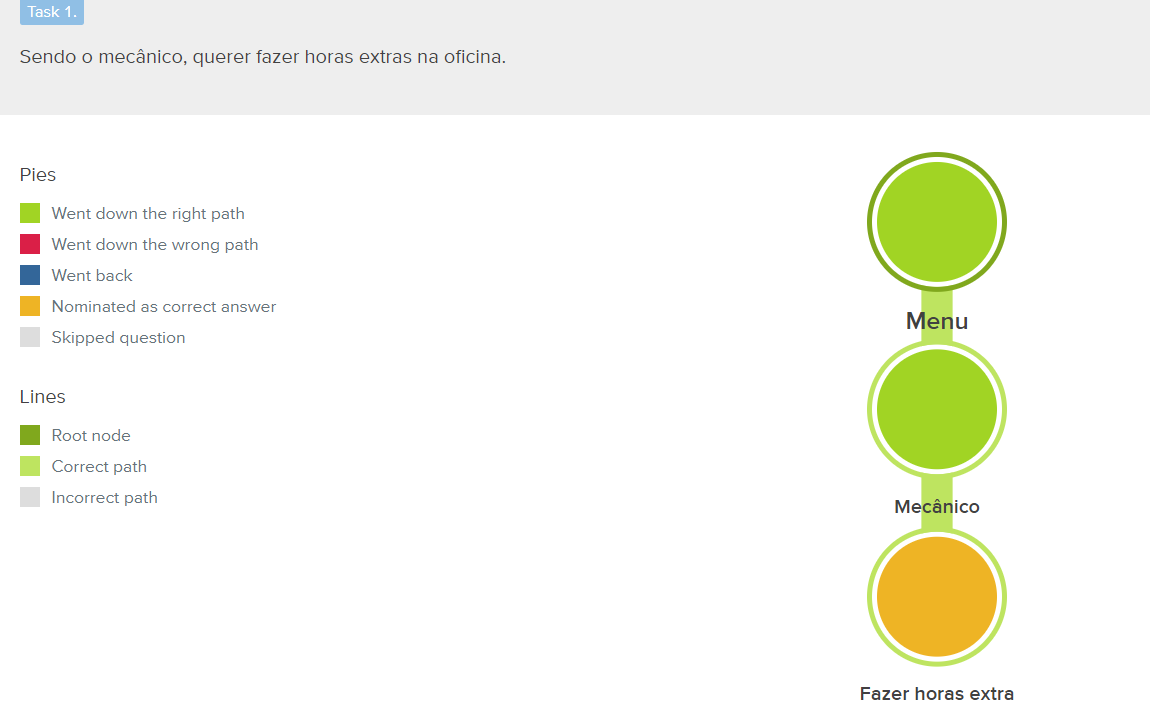 Task 1.
Sendo o mecânico, querer fazer horas extras na oficina.
Pies
Went down the right path
Went down the wrong path
Went back
Nominated as correct answer
Skipped question
Lines
Root node
Correct path
Incorrect path
Menu
Mecânico
Fazer horas extra